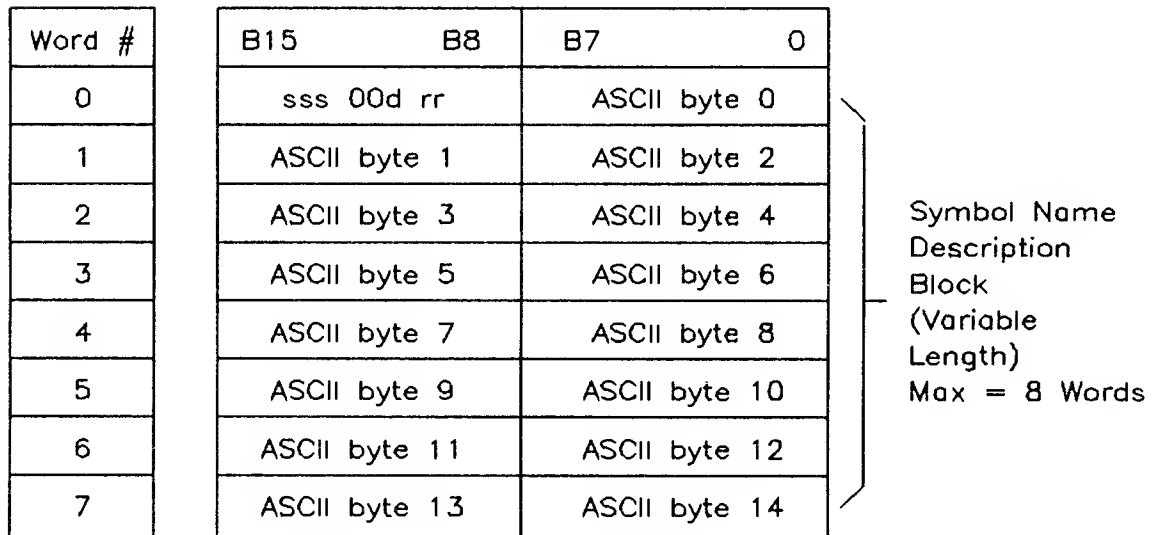 Word # B15 B8 B7 0
0 sss 00d rr ASCII byte 0
1 ASCII byte 1 ASCII byte 2
2 ASCII byte 3 ASCII byte 4
3 ASCII byte 5 ASCII byte 6
4 ASCII byte 7 ASCII byte 8
5 ASCII byte 9 ASCII byte 10
6 ASCII byte 11 ASCII byte 12
7 ASCII byte 13 ASCII byte 14
Symbol Name
Description
Block
(Variable
Length)
Max = 8 Words